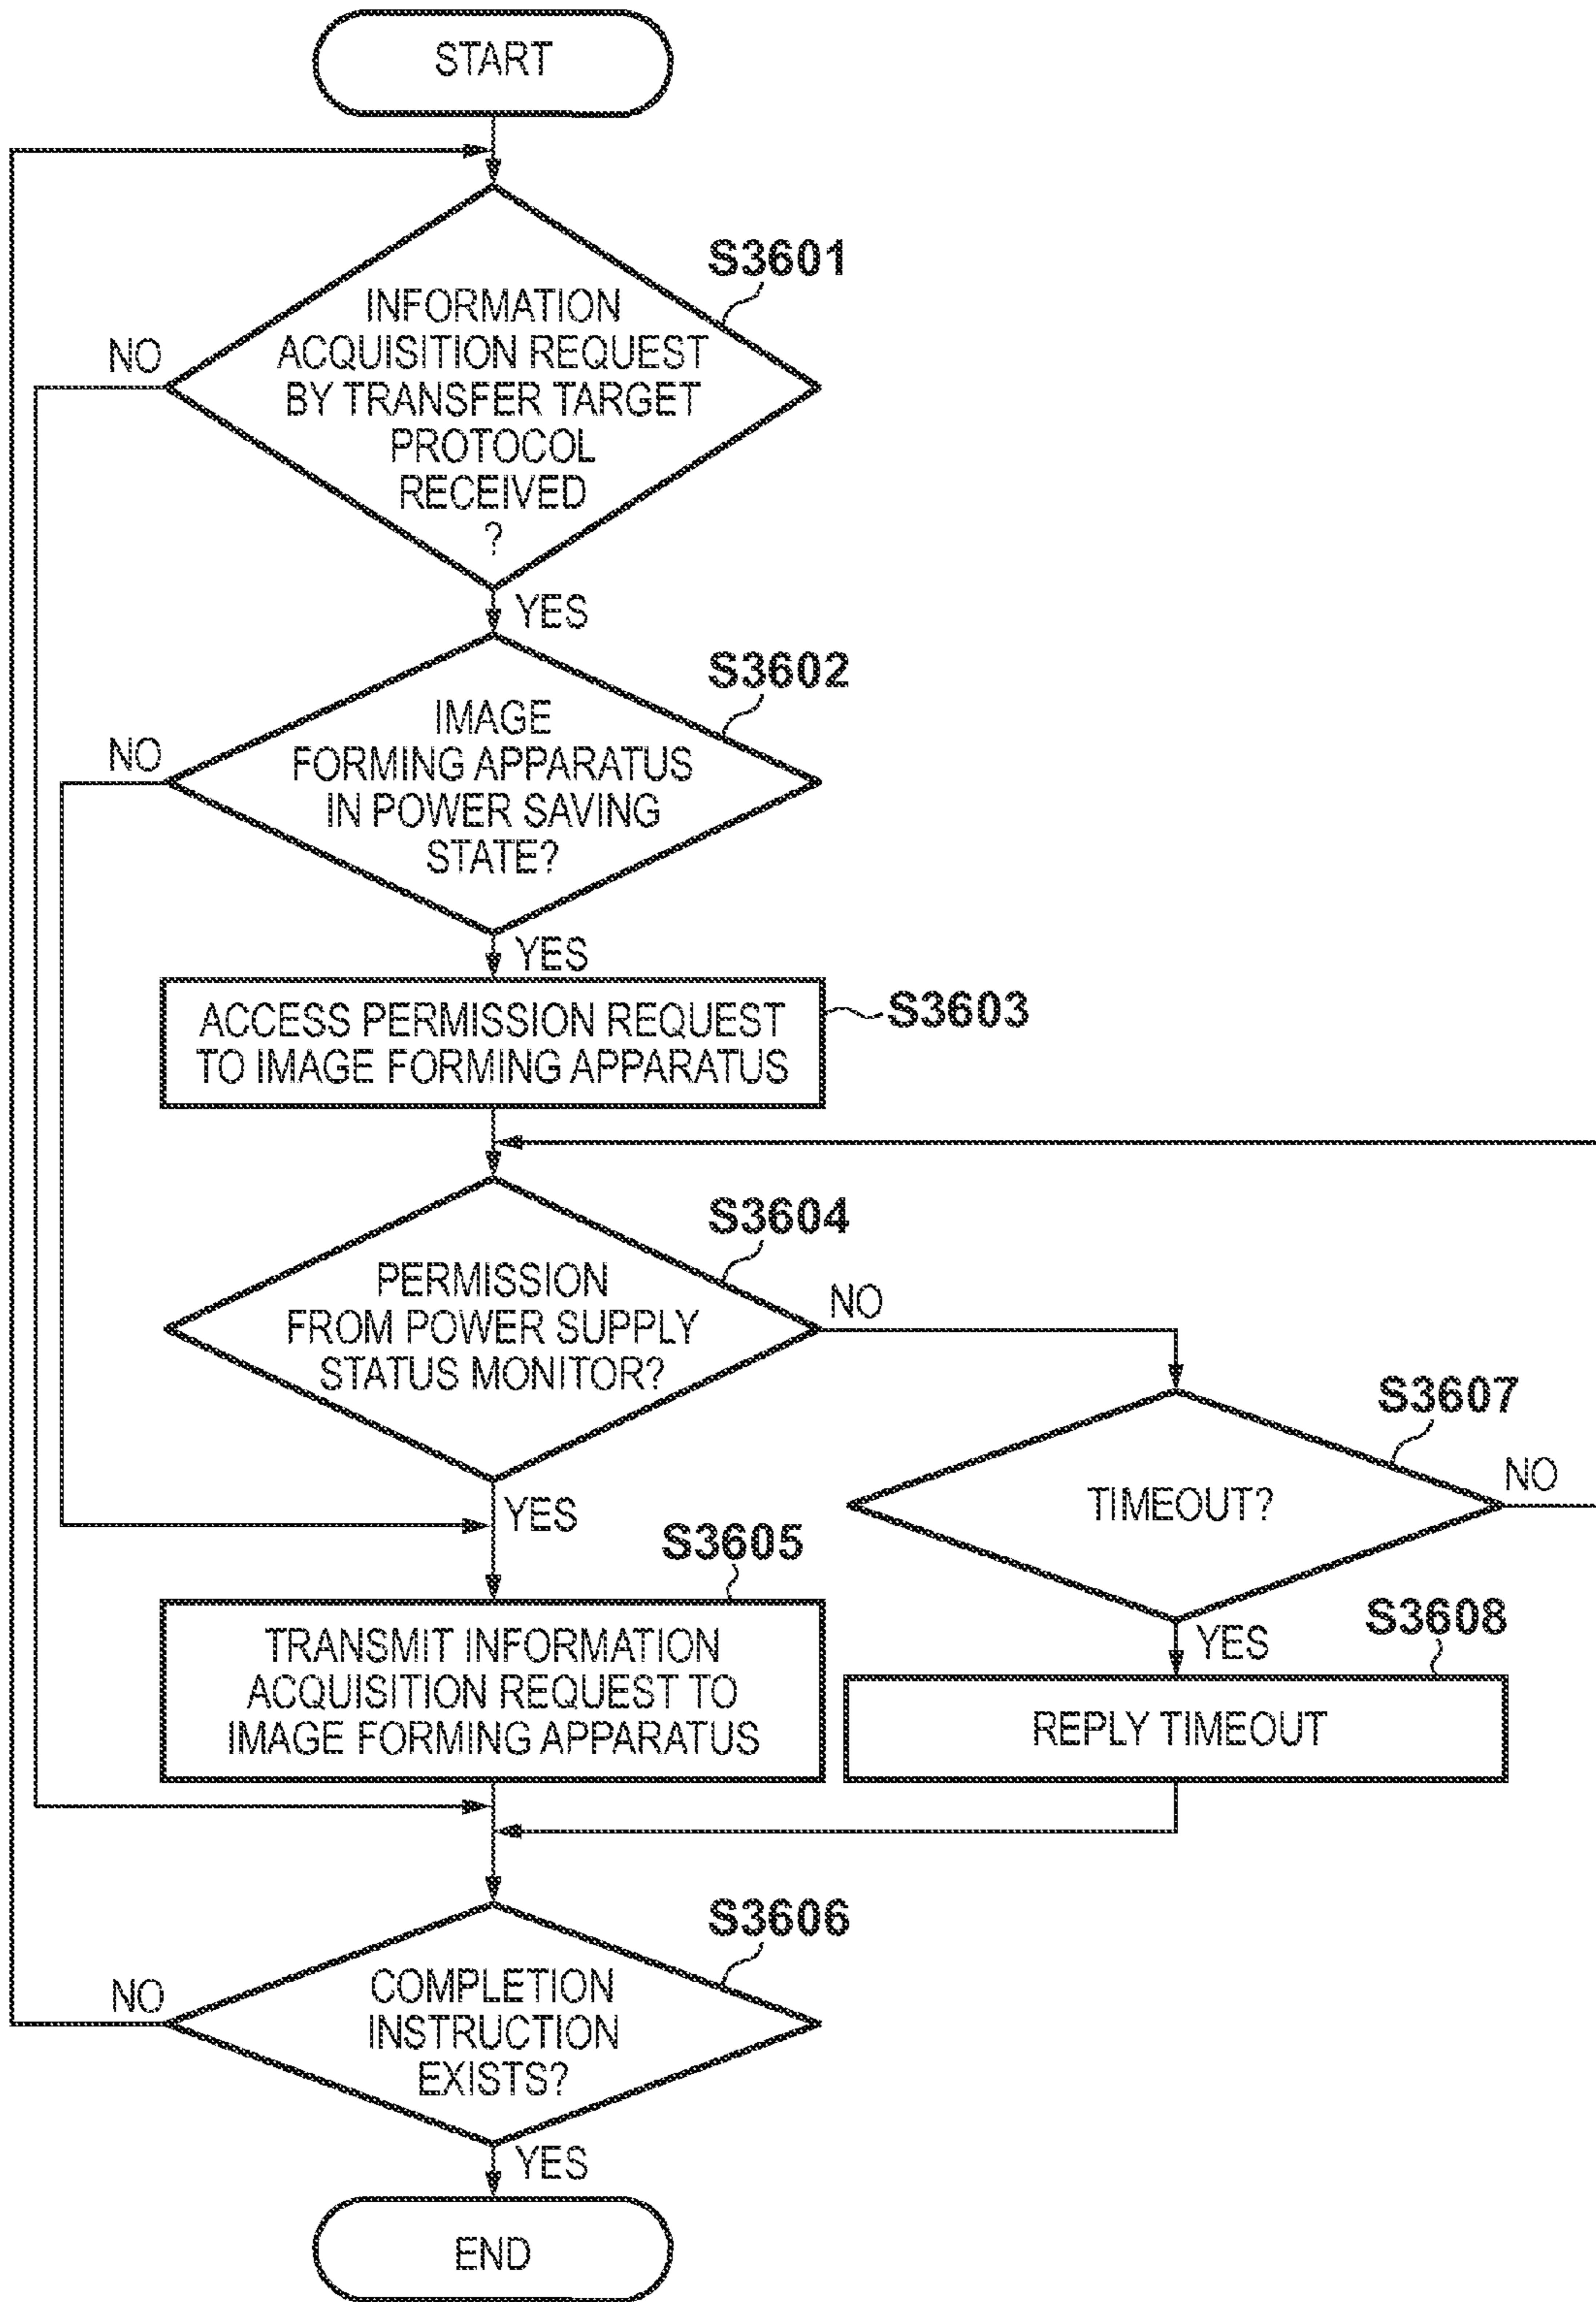 START
S3601
INFORMATION
ACQUISITION REQUEST
BY TRANSFER TARGET
PROTOCOL
RECEIVED
?
NO
YES
S3602
IMAGE
FORMING APPARATUS
IN POWER SAVING
STATE?
NO
YES
ACCESS PERMISSION REQUEST
TO IMAGE FORMING APPARATUS
S3603
S3604
PERMISSION
FROM POWER SUPPLY
STATUS MONITOR?
NO
YES
S3607
TIMEOUT?
NO
YES
S3605
TRANSMIT INFORMATION
ACQUISITION REQUEST TO
IMAGE FORMING APPARATUS
S3608
REPLY TIMEOUT
S3606
COMPLETION
INSTRUCTION
EXISTS?
NO
YES
END